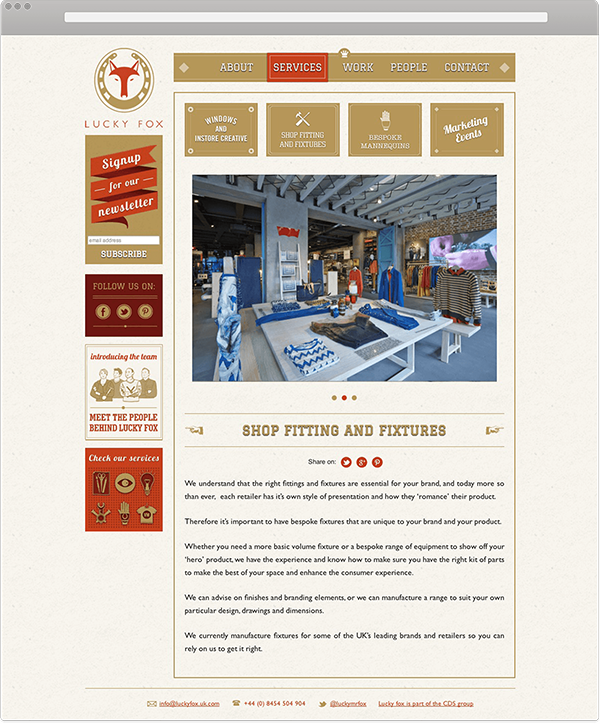 LUCKY FOX
ABOUT SERVICES WORK PEOPLE CONTACT
WINDOWS
AND
INSTORE CREATIVE
SHOP FITTING
AND FIXTURES
BESPOKE
MANNEQUINS
Marketing
Events
Signup
for our
newsletter
email address
SUBSCRIBE
FOLLOW US ON:
introducing the team
MEET THE PEOPLE
BEHIND LUCKY FOX
Check our services
SHOP FITTING AND FIXTURES
Share on:
We understand that the right fittings and fixtures are essential for your brand, and today more so
than ever, each retailer has it's own style of presentation and how they 'romance' their product.
Therefore it's important to have bespoke fixtures that are unique to your brand and your product.
Whether you need a more basic volume fixture or a bespoke range of equipment to show off your
'hero' product, we have the experience and know how to make sure you have the right kit of parts
to make the best of your space and enhance the consumer experience.
We can advise on finishes and branding elements, or we can manufacture a range to suit your own
particular design, drawings and dimensions.
We currently manufacture fixtures for some of the UK's leading brands and retailers so you can
rely on us to get it right.
info@luckyfox.uk.com +44 (0) 8454 504 904 @luckymrfox Lucky fox is part of the CDS group